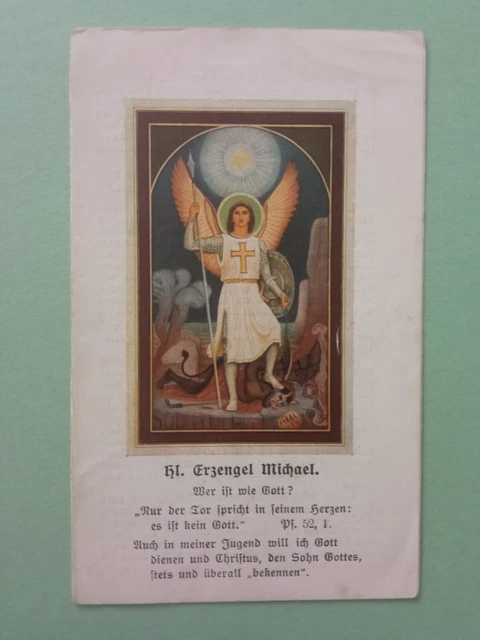 Hl. Erzengel Michael.
Wer ist wie Gott?
„Nur der Tor spricht in seinem Herzen:
es ist kein Gott.“ Ps. 52, 1.
Auch in meiner Jugend will ich Gott
dienen und Christus, den Sohn Gottes,
stets und überall „bekennen“.